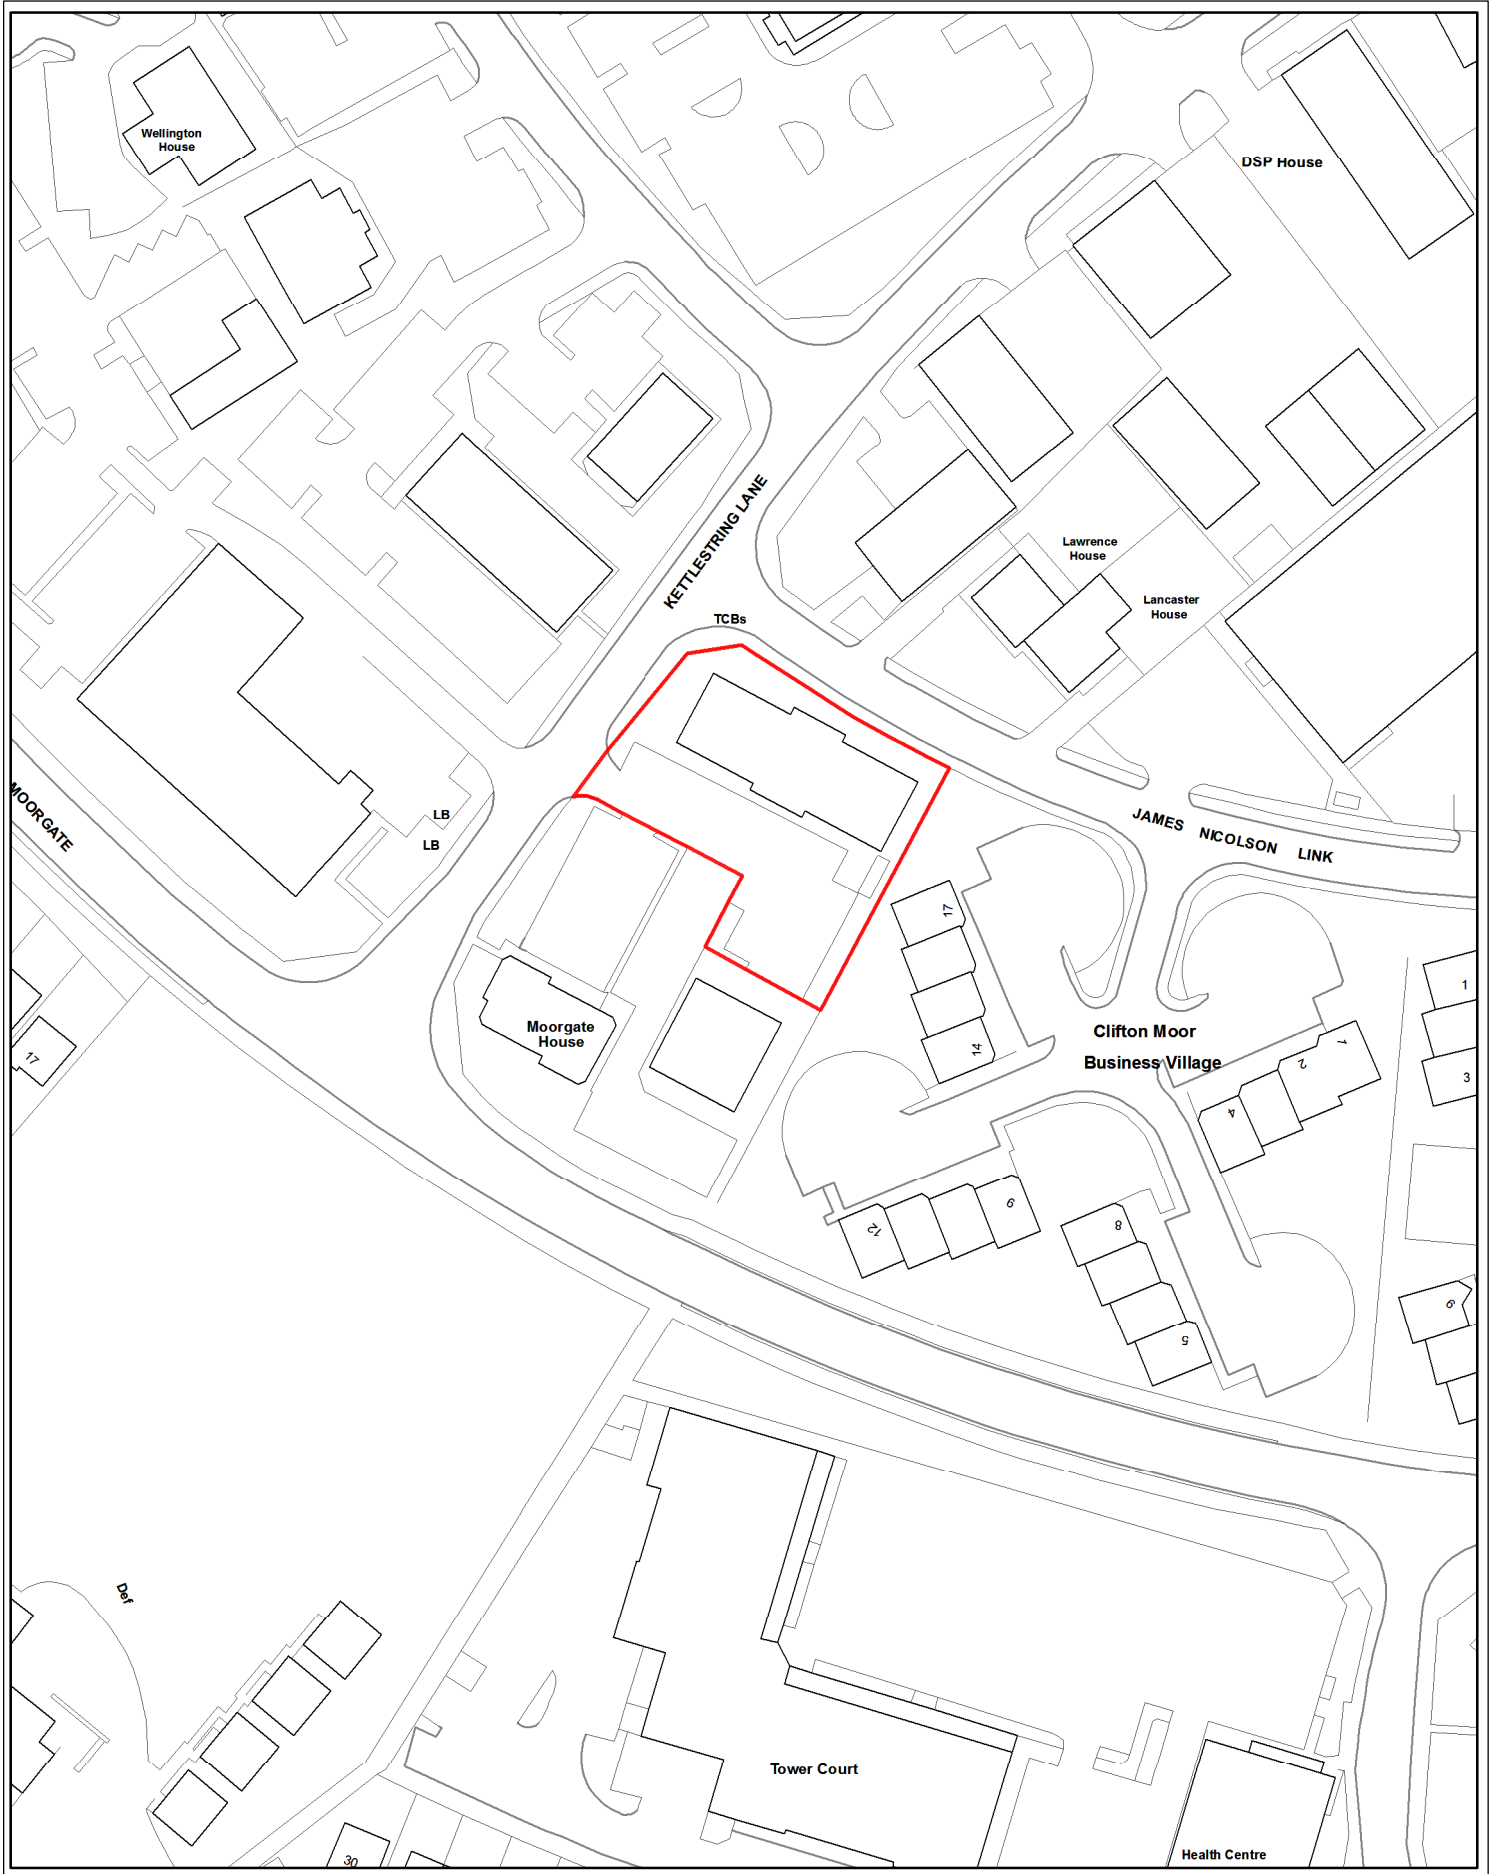 Wellington
House
DSP House
KETTLESTRING LANE
Lawrence
House
Lancaster
House
TCBs
MOORGATE
LB
LB
JAMES NICOLSON LINK
17
1
Moorgate
House
17
14
Clifton Moor
Business Village
1
2
3
4
9
12
8
6
5
Def
Tower Court
Health Centre
30